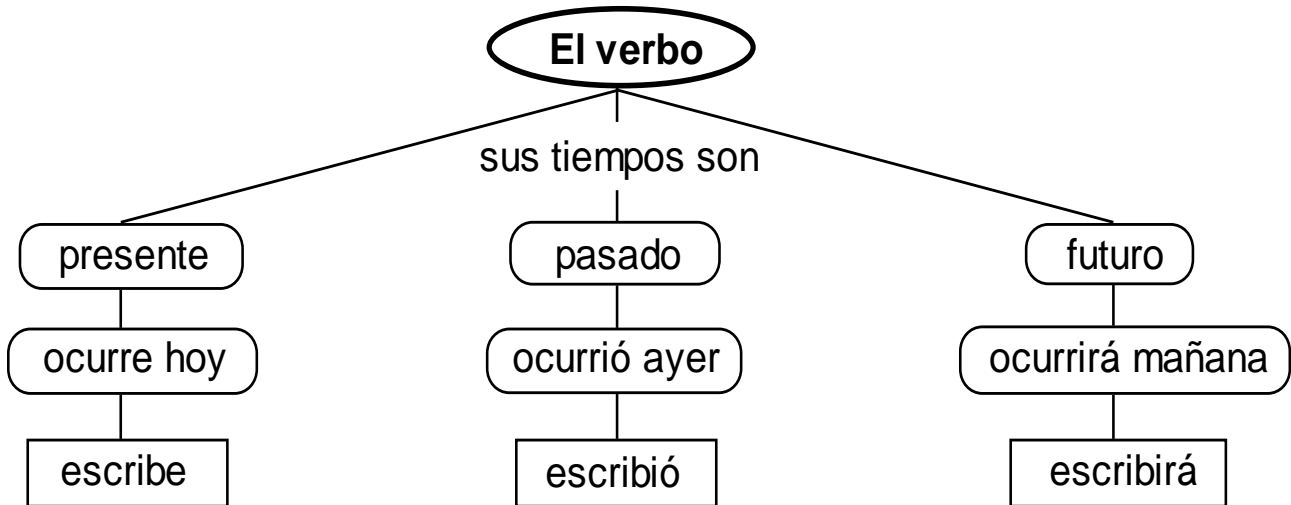 El verbo
sus tiempos son
presente pasado futuro
ocurre hoy ocurrió ayer ocurrirá mañana
escribe escribió escribirá